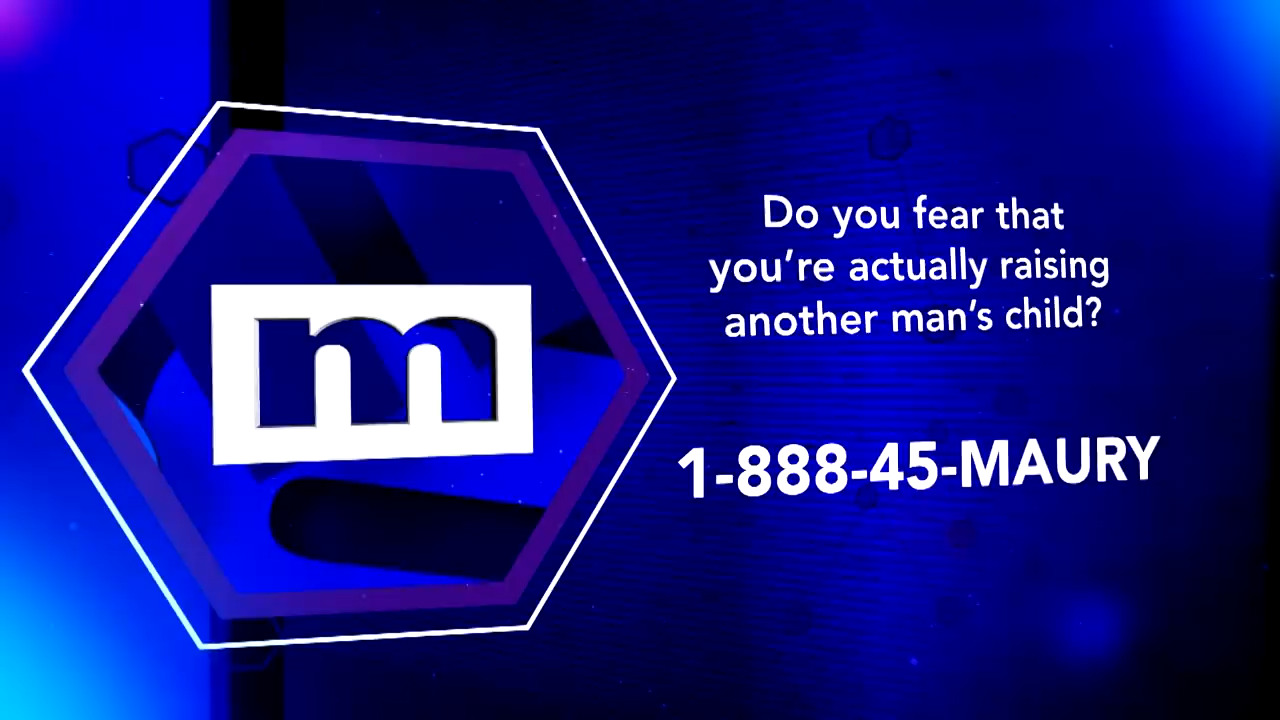 m
Do you fear that
you're actually raising
another man's child?
1-888-45-MAURY